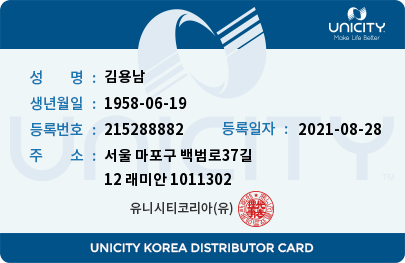 UNICITY
Make Life Better
성 명 : 김용남
생년월일 : 1958-06-19
등록번호 : 215288882 등록일자 : 2021-08-28
주 소 : 서울 마포구 백범로37길
12 래미안 1011302
유니시티코리아(유)
UNICITY
TM
UNICITY KOREA DISTRIBUTOR CARD